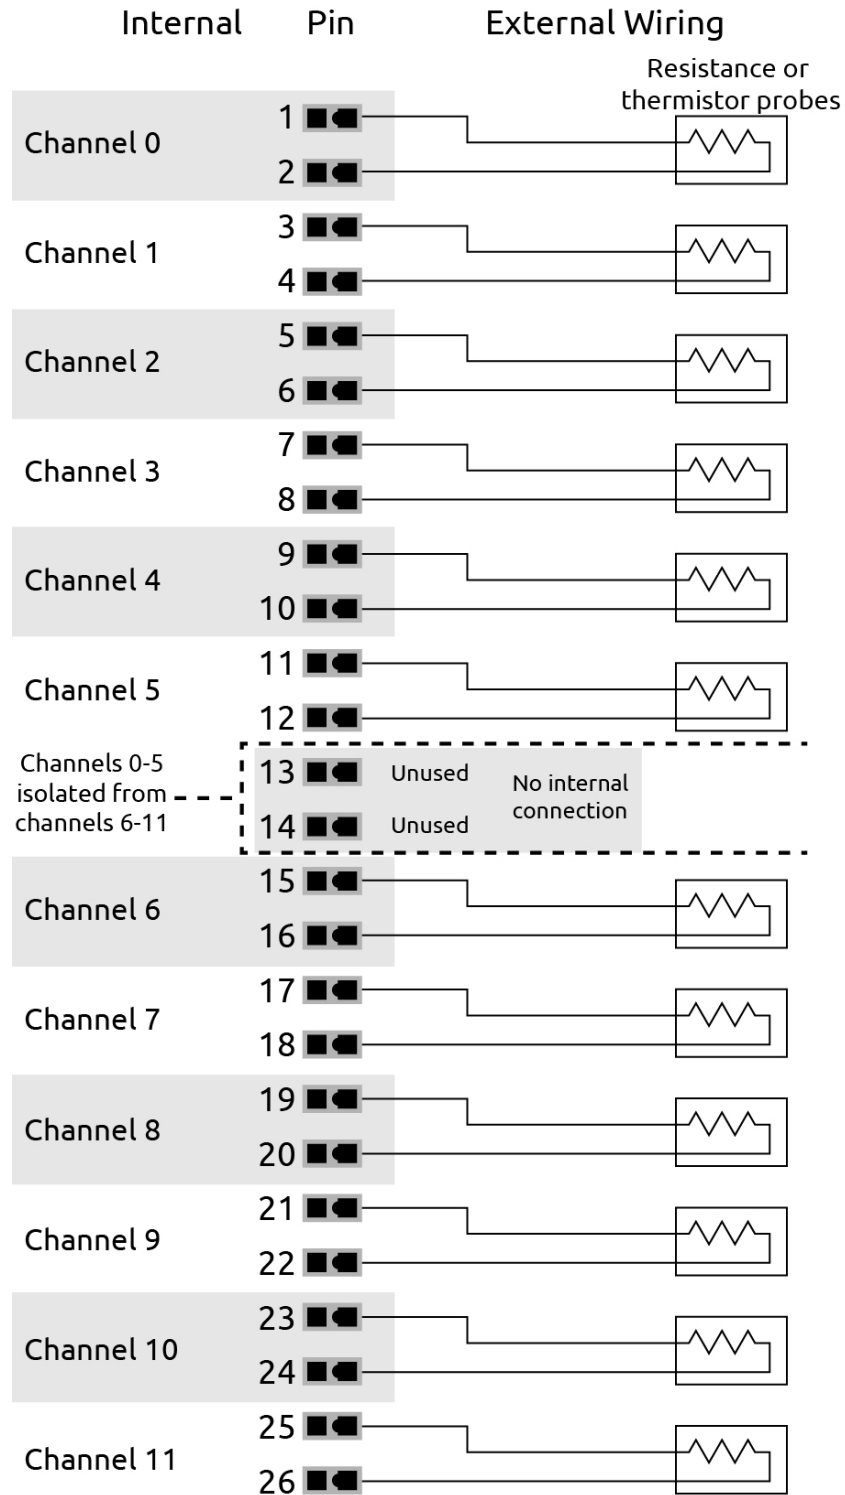 Internal Pin External Wiring
Resistance or
thermistor probes
1
Channel 0
2
3
Channel 1
4
5
Channel 2
6
7
Channel 3
8
9
Channel 4
10
11
Channel 5
12
Channels 0-5
isolated from
channels 6-11
13 Unused
No internal
connection
14 Unused
15
Channel 6
16
17
Channel 7
18
19
Channel 8
20
21
Channel 9
22
23
Channel 10
24
25
Channel 11
26